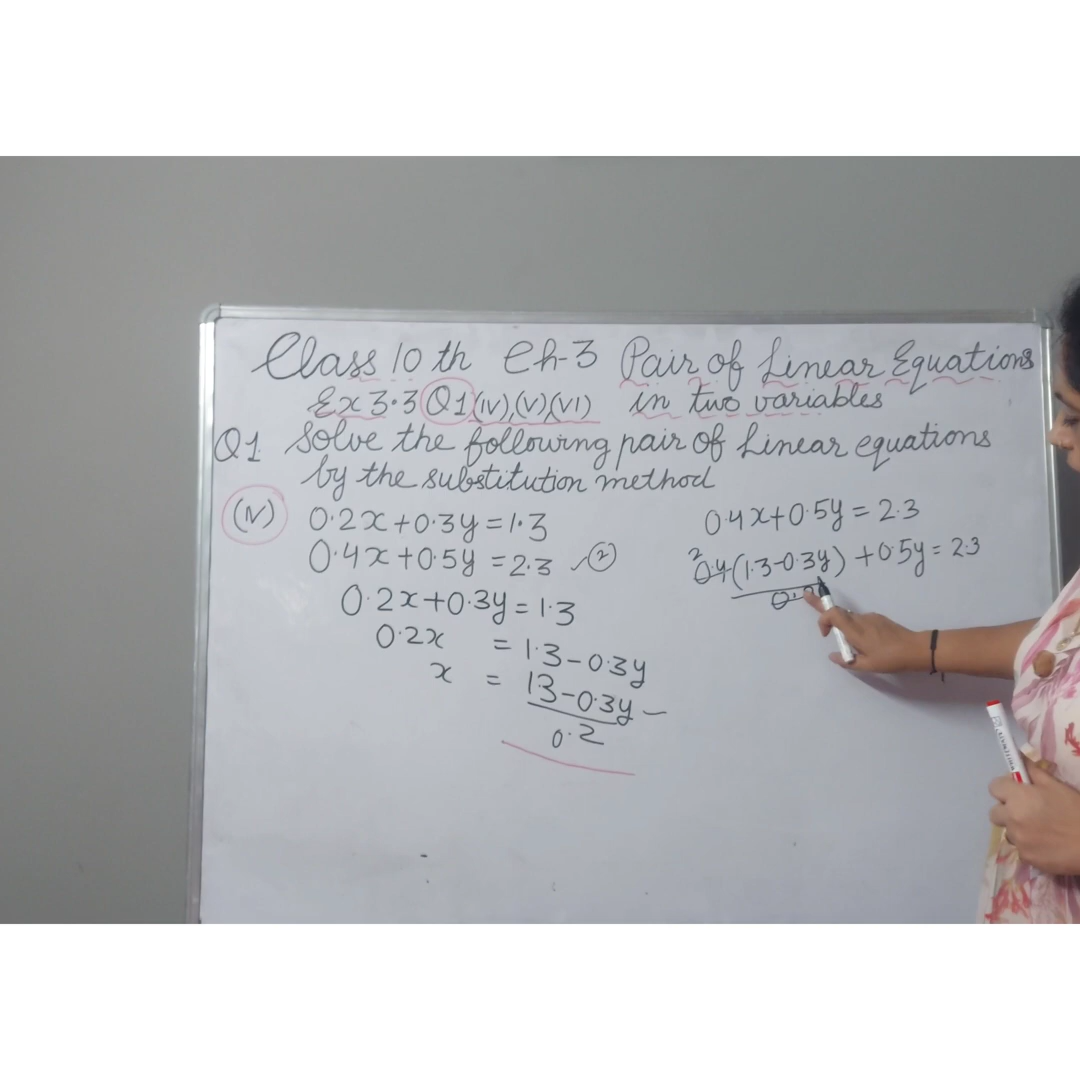 Class 10 th Ch-3 Pair of Linear Equations
Ex 3.3 Q1 (IV),(V)(VI) in two variables
Q1 Solve the following pair of Linear equations
by the substitution method
(IV) 0.2x+0.3y=1.3
0.4x+0.5y=2.3 (2)
0.2x+0.3y=1.3
0.2x = 1.3-0.3y
x = 1.3-0.3y
0.2
0.4x+0.5y=2.3
2
0.4(1.3-0.3y)+0.5y=2.3